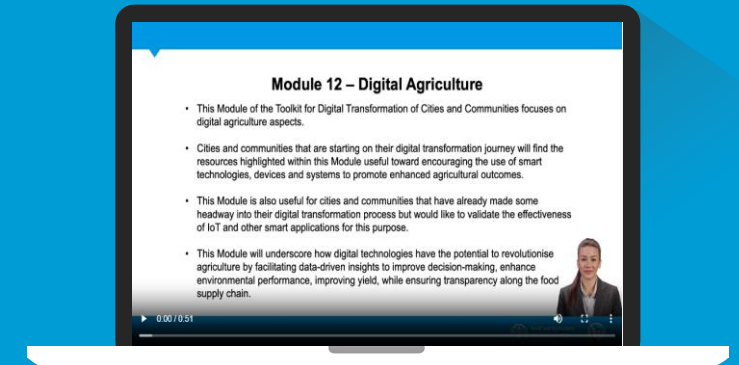 Module 12 – Digital Agriculture
• This Module of the Toolkit for Digital Transformation of Cities and Communities focuses on
digital agriculture aspects.
• Cities and communities that are starting on their digital transformation journey will find the
resources highlighted within this Module useful toward encouraging the use of smart
technologies, devices and systems to promote enhanced agricultural outcomes.
• This Module is also useful for cities and communities that have already made some
headway into their digital transformation process but would like to validate the effectiveness
of IoT and other smart applications for this purpose.
• This Module will underscore how digital technologies have the potential to revolutionise
agriculture by facilitating data-driven insights to improve decision-making, enhance
environmental performance, improving yield, while ensuring transparency along the food
supply chain.
0:00 / 0:51